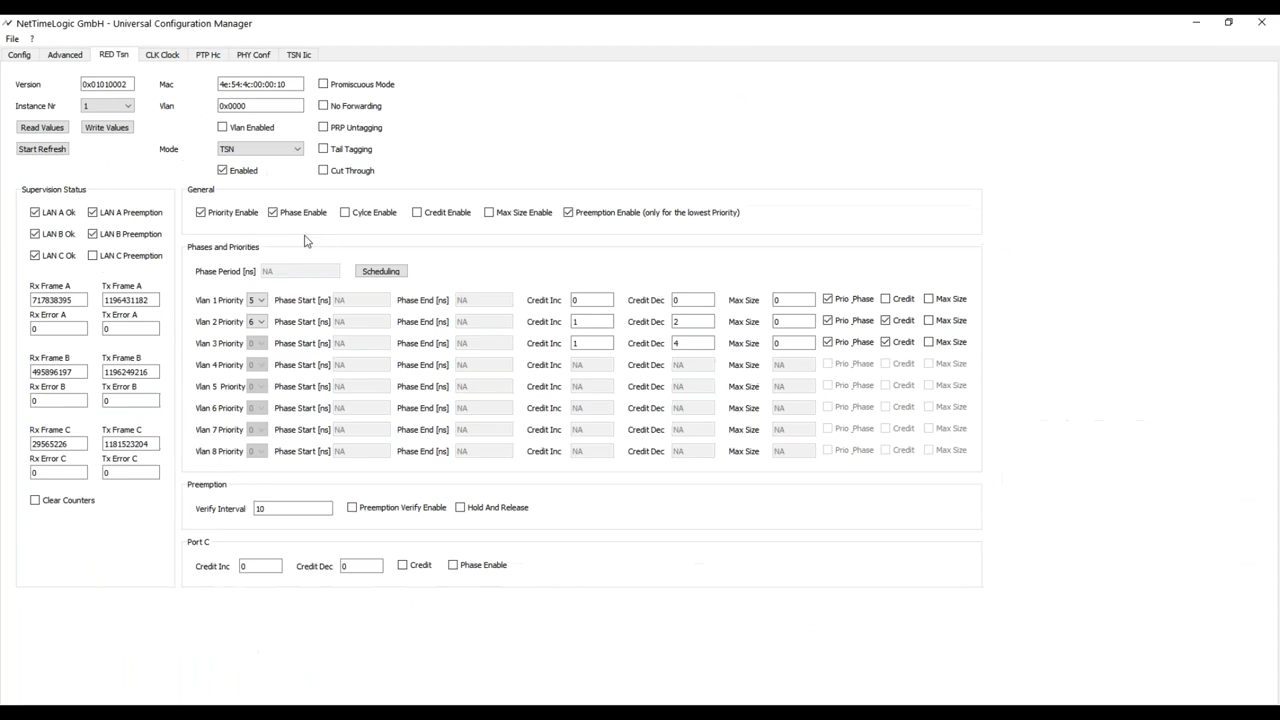 NetTimeLogic GmbH - Universal Configuration Manager
File ?
Config Advanced RED Tsn CLK Clock PTP Hc PHY Conf TSN Iic
Version 0x01010002 Mac 4e:54:4c:00:00:10 Promiscuous Mode
Instance Nr 1 Vlan 0x0000 No Forwarding
Read Values Write Values Vlan Enabled PRP Untagging
Start Refresh Mode TSN Tail Tagging
Enabled Cut Through
Supervision Status
LAN A Ok LAN A Preemption
LAN B Ok LAN B Preemption
LAN C Ok LAN C Preemption
Rx Frame A Tx Frame A
717838395 1196431182
Rx Error A Tx Error A
0 0
Rx Frame B Tx Frame B
495896197 1196249216
Rx Error B Tx Error B
0 0
Rx Frame C Tx Frame C
29565226 1181523204
Rx Error C Tx Error C
0 0
Clear Counters
General
Priority Enable Phase Enable Cylce Enable Credit Enable Max Size Enable Preemption Enable (only for the lowest Priority)
Phases and Priorities
Phase Period [ns] NA Scheduling
Vlan 1 Priority 5 Phase Start [ns] NA Phase End [ns] NA Credit Inc 0 Credit Dec 0 Max Size 0 Prio_Phase Credit Max Size
Vlan 2 Priority 6 Phase Start [ns] NA Phase End [ns] NA Credit Inc 1 Credit Dec 2 Max Size 0 Prio_Phase Credit Max Size
Vlan 3 Priority 0 Phase Start [ns] NA Phase End [ns] NA Credit Inc 1 Credit Dec 4 Max Size 0 Prio_Phase Credit Max Size
Vlan 4 Priority 0 Phase Start [ns] NA Phase End [ns] NA Credit Inc NA Credit Dec NA Max Size NA Prio_Phase Credit Max Size
Vlan 5 Priority 0 Phase Start [ns] NA Phase End [ns] NA Credit Inc NA Credit Dec NA Max Size NA Prio_Phase Credit Max Size
Vlan 6 Priority 0 Phase Start [ns] NA Phase End [ns] NA Credit Inc NA Credit Dec NA Max Size NA Prio_Phase Credit Max Size
Vlan 7 Priority 0 Phase Start [ns] NA Phase End [ns] NA Credit Inc NA Credit Dec NA Max Size NA Prio_Phase Credit Max Size
Vlan 8 Priority 0 Phase Start [ns] NA Phase End [ns] NA Credit Inc NA Credit Dec NA Max Size NA Prio_Phase Credit Max Size
Preemption
Verify Interval 10 Preemption Verify Enable Hold And Release
Port C
Credit Inc 0 Credit Dec 0 Credit Phase Enable